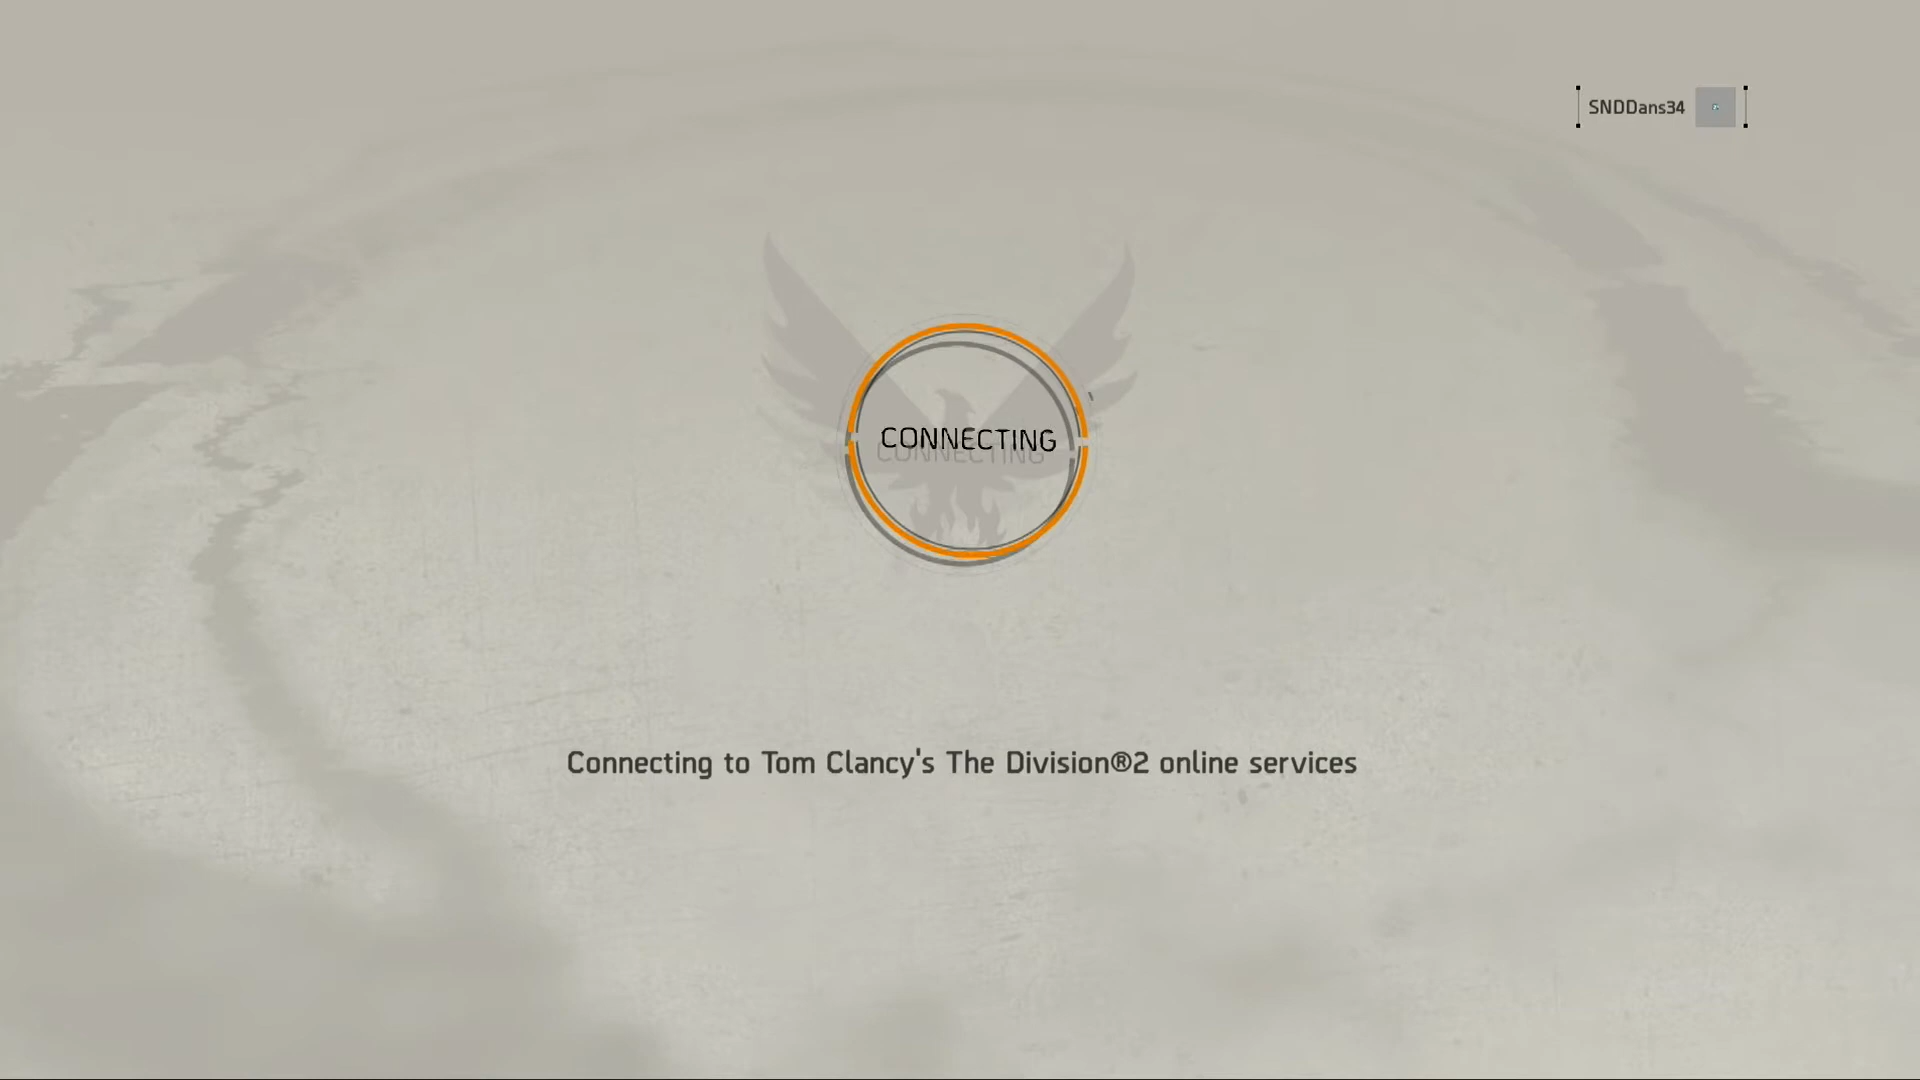 SNDDans34
CONNECTING
Connecting to Tom Clancy's The Division®2 online services